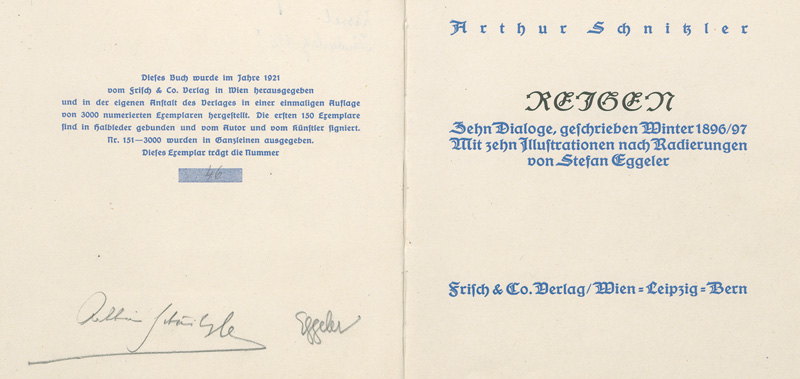 Dieses Buch wurde im Jahre 1921
vom Frisch & Co. Verlag in Wien herausgegeben
und in der eigenen Anstalt des Verlages in einer einmaligen Auflage
von 3000 numerierten Exemplaren hergestellt. Die ersten 150 Exemplare
sind in Halbleder gebunden und vom Autor und vom Künstler signiert.
Nr. 151—3000 wurden in Ganzleinen ausgegeben.
Dieses Exemplar trägt die Nummer
46
Arthur Schnitzler
Eggeler
Arthur Schnitzler
REIGEN
Zehn Dialoge, geschrieben Winter 1896/97
Mit zehn Illustrationen nach Radierungen
von Stefan Eggeler
Frisch & Co. Verlag/Wien=Leipzig=Bern